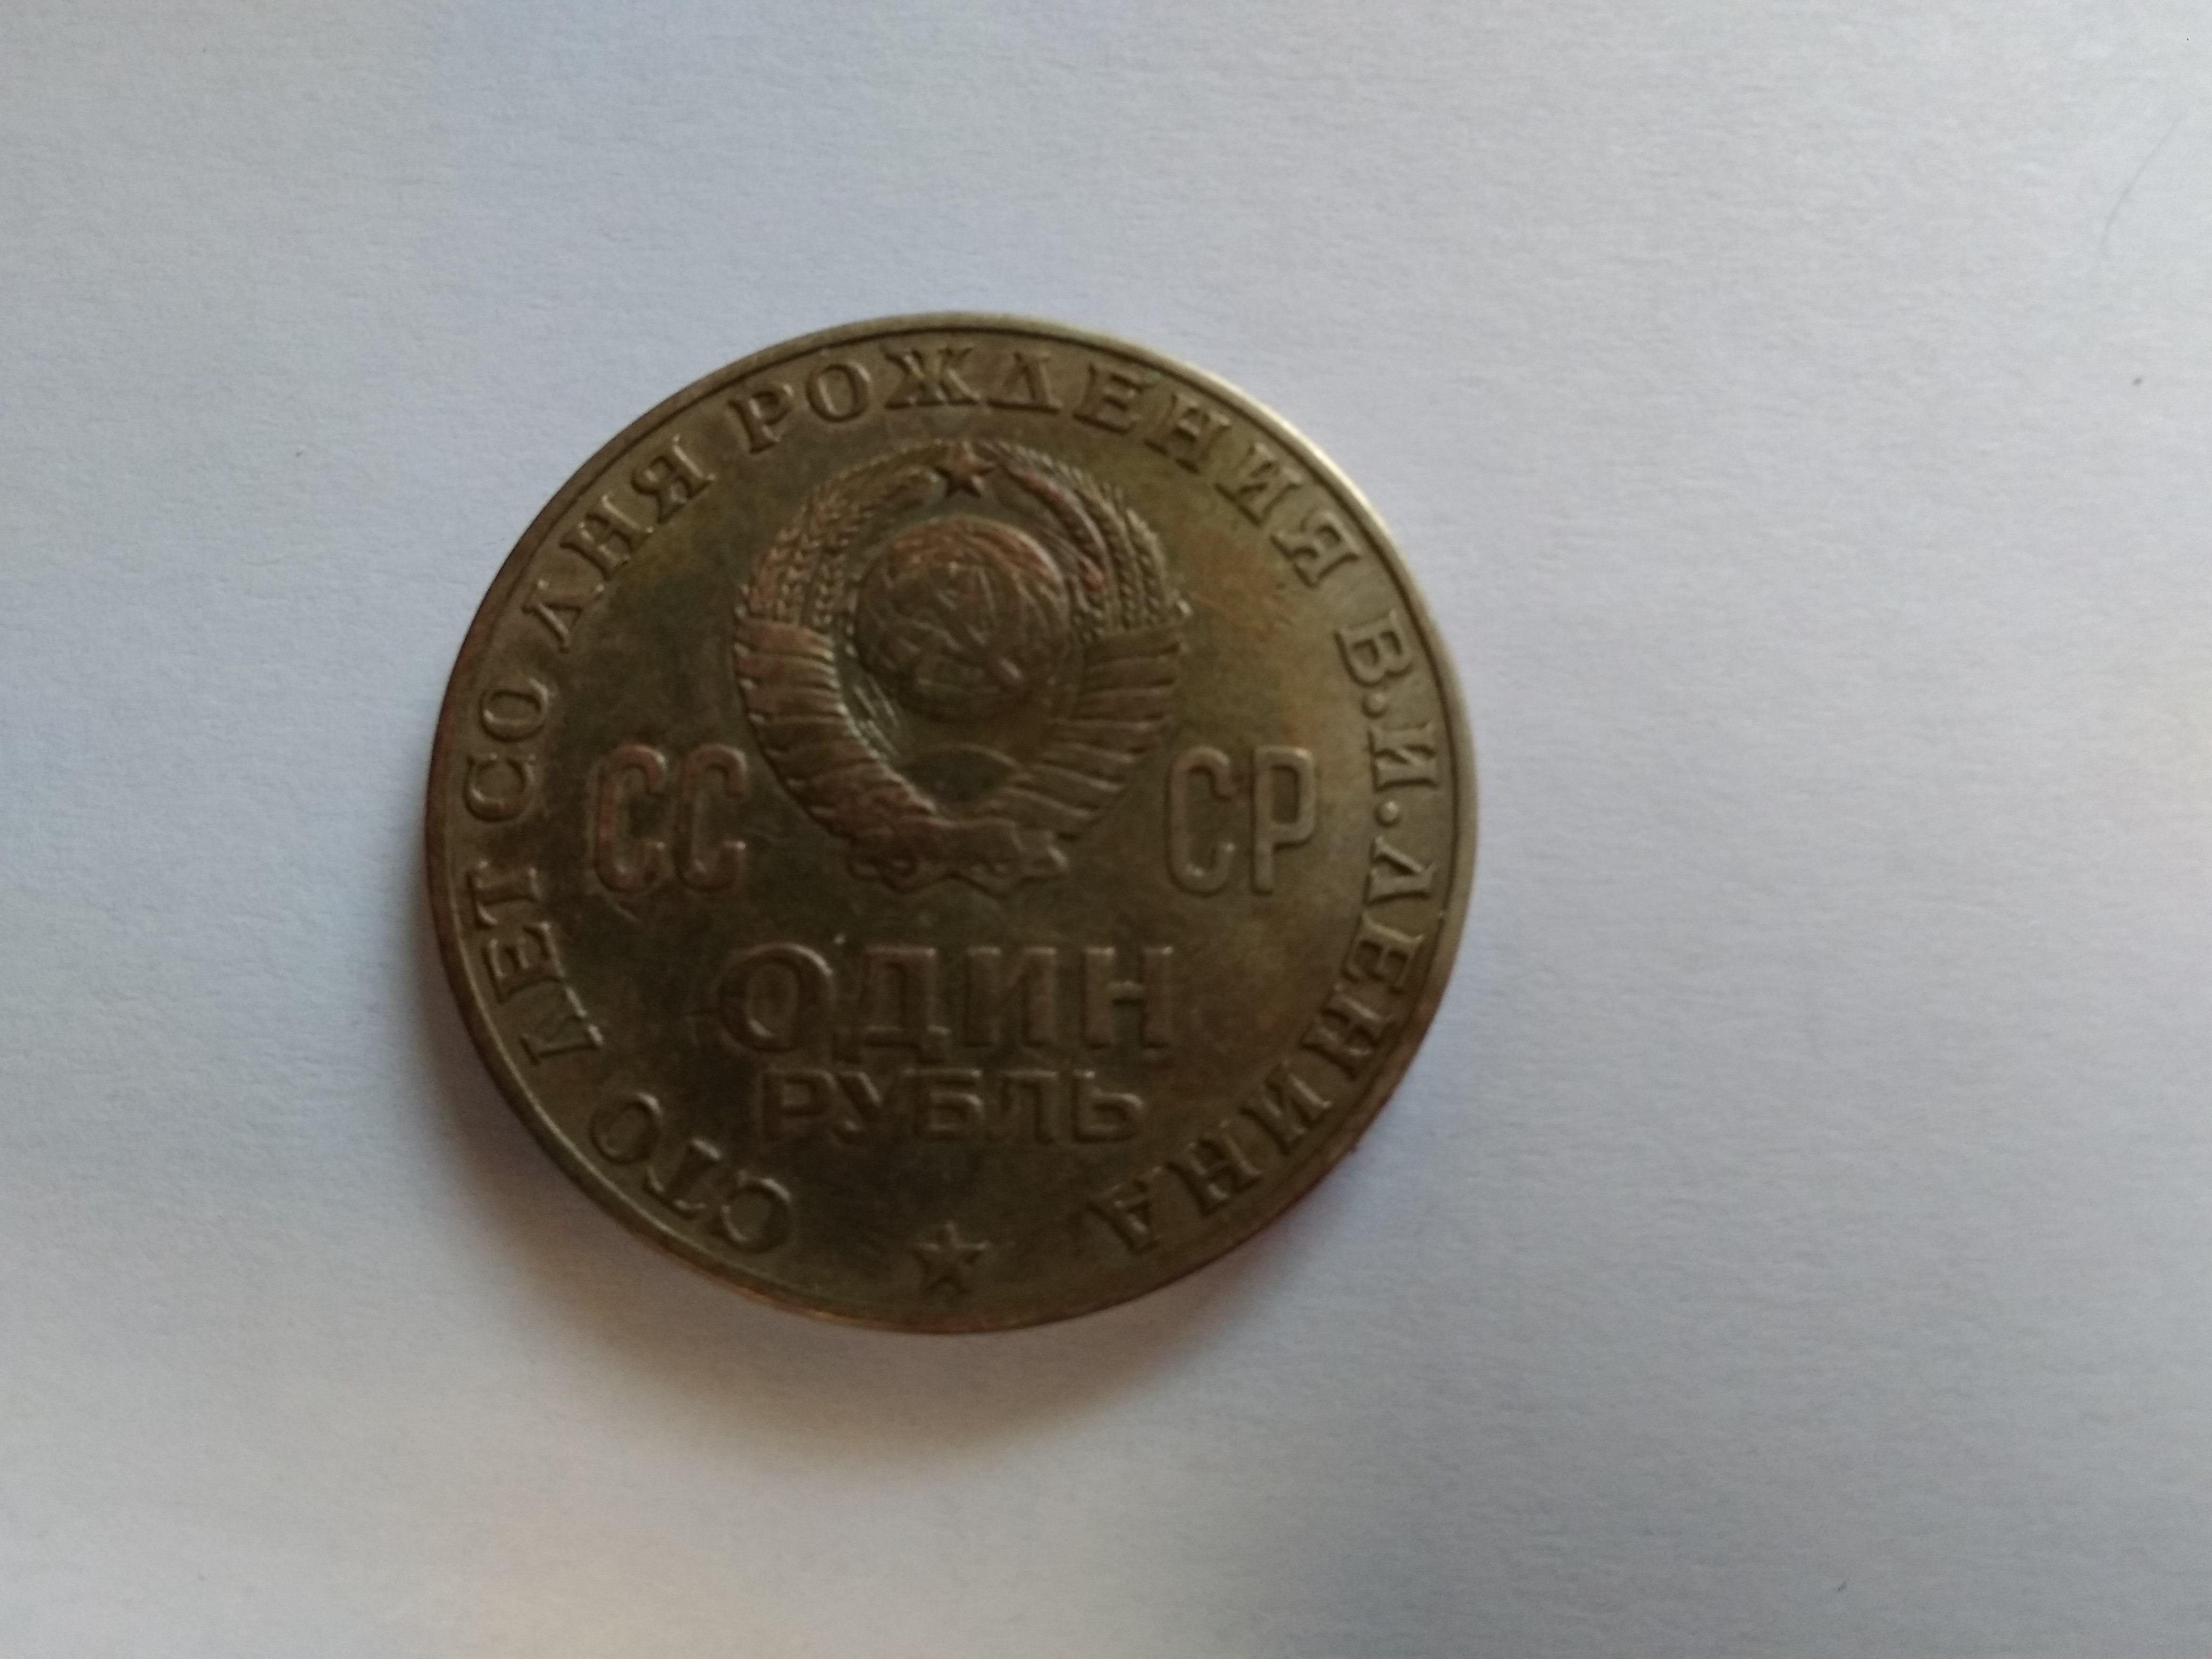 СТО ЛЕТ СО ДНЯ РОЖДЕНИЯ В.И.ЛЕНИНА
СС СР
ОДИН
РУБЛЬ